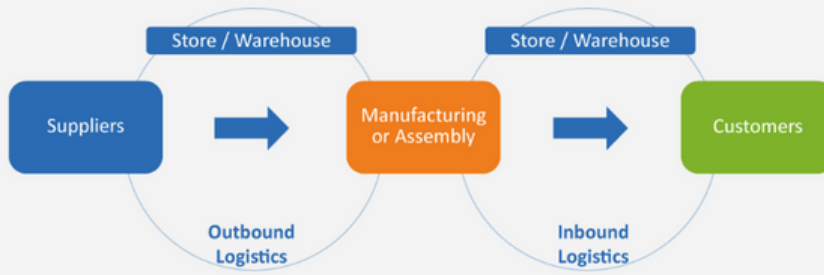 Store / Warehouse
Store / Warehouse
Suppliers
Manufacturing
or Assembly
Customers
Outbound
Logistics
Inbound
Logistics